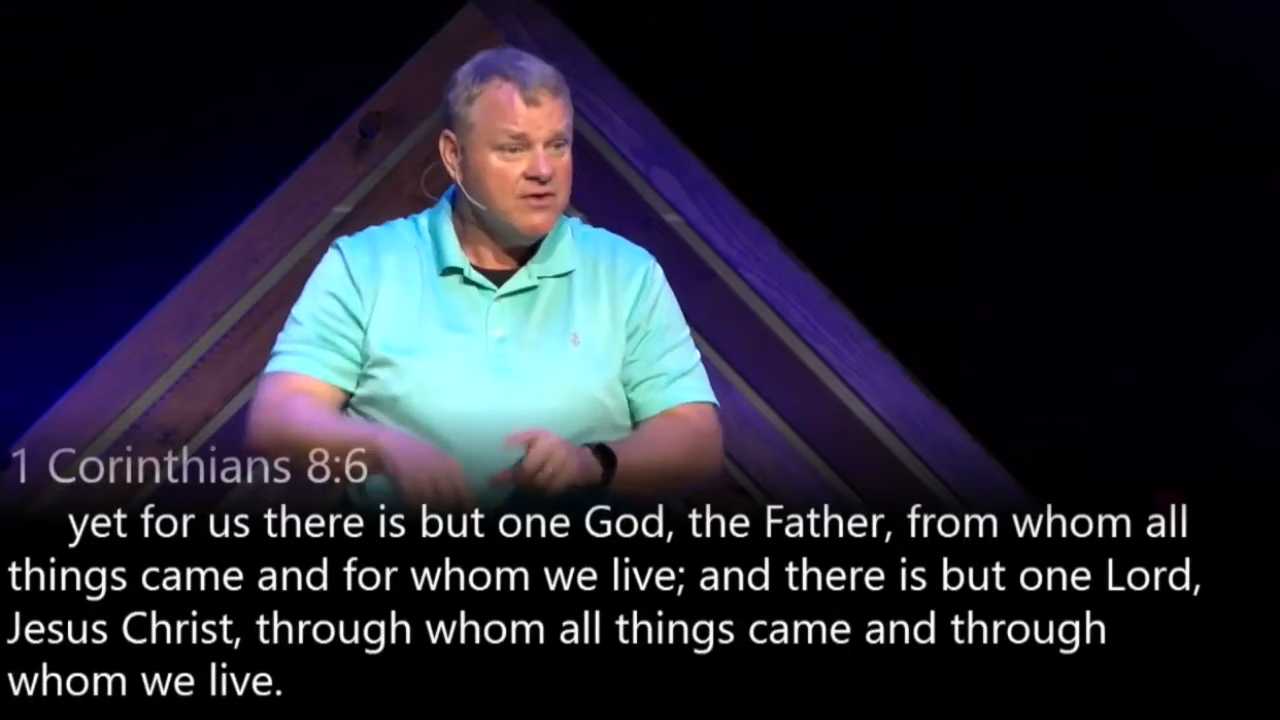 1 Corinthians 8:6
yet for us there is but one God, the Father, from whom all
things came and for whom we live; and there is but one Lord,
Jesus Christ, through whom all things came and through
whom we live.